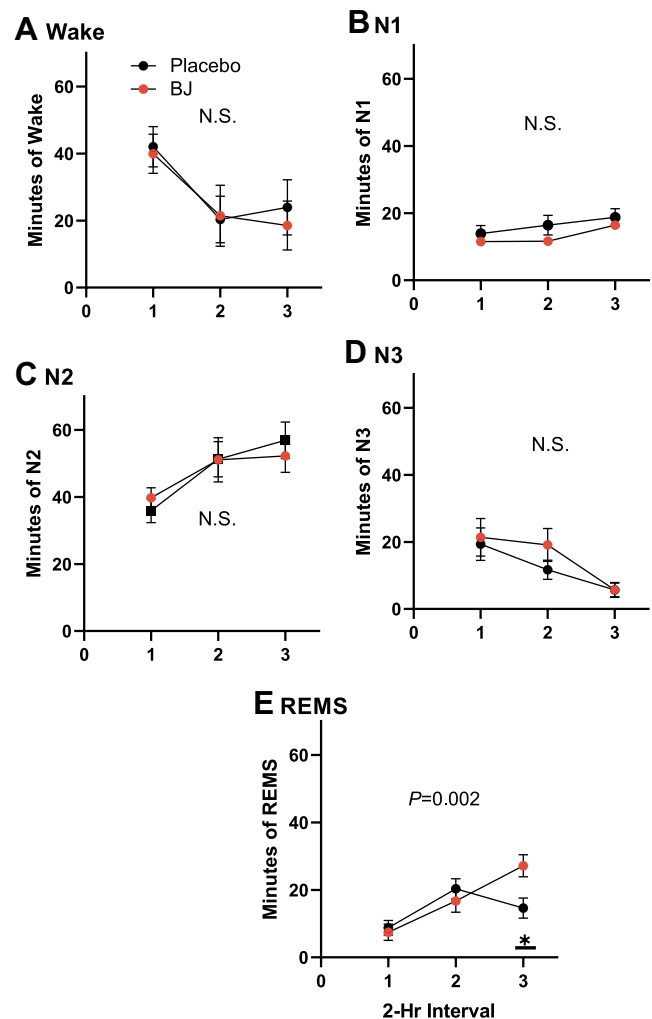 A Wake
Placebo
BJ
N.S.
Minutes of Wake
60
40
20
0
0 1 2 3
B N1
N.S.
Minutes of N1
60
40
20
0
0 1 2 3
C N2
N.S.
Minutes of N2
60
40
20
0
0 1 2 3
D N3
N.S.
Minutes of N3
60
40
20
0
0 1 2 3
E REMS
P=0.002
Minutes of REMS
60
40
20
0
*
0 1 2 3
2-Hr Interval